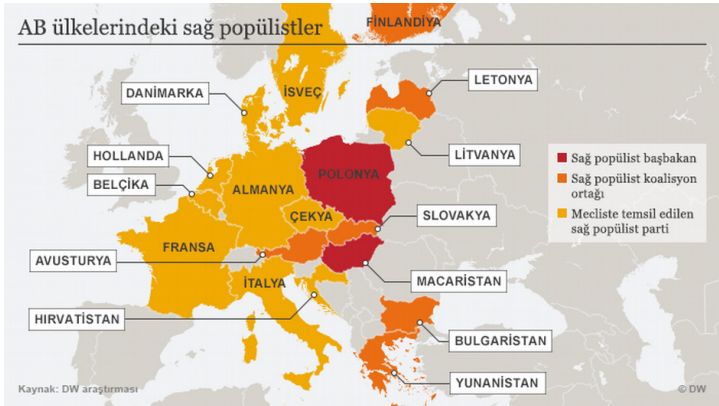 AB ülkelerindeki sağ popülistler
FİNLANDİYA
DANİMARKA
İSVEÇ
LETONYA
HOLLANDA
LİTVANYA
BELÇİKA
ALMANYA
POLONYA
ÇEKYA
SLOVAKYA
FRANSA
AVUSTURYA
İTALYA
MACARİSTAN
HIRVATİSTAN
BULGARİSTAN
YUNANİSTAN
Sağ popülist başbakan
Sağ popülist koalisyon
ortağı
Mecliste temsil edilen
sağ popülist parti
Kaynak: DW araştırması
© DW